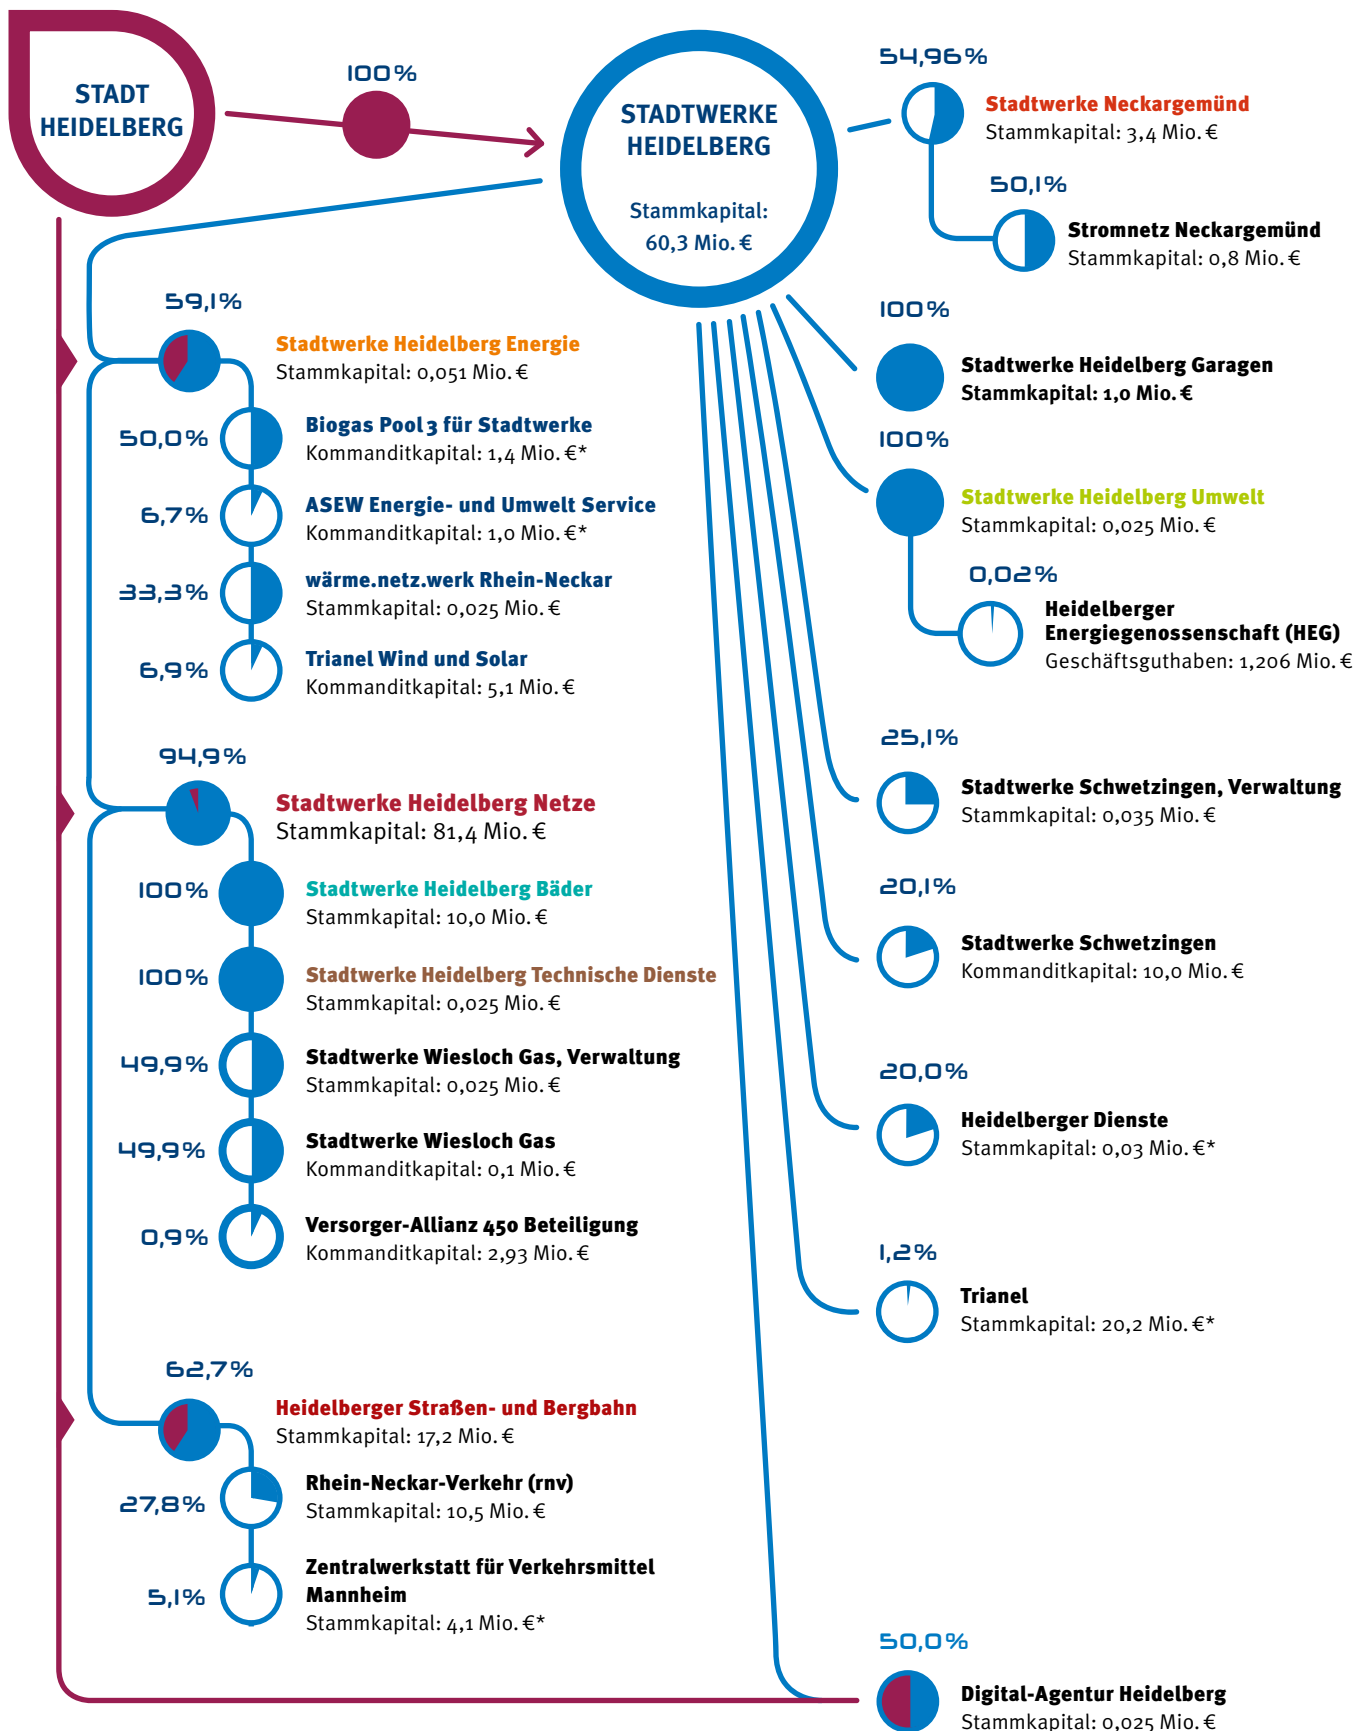 STADT
HEIDELBERG
100%
STADTWERKE
HEIDELBERG
Stammkapital:
60,3 Mio. €
54,96%
Stadtwerke Neckargemünd
Stammkapital: 3,4 Mio. €
50,1%
Stromnetz Neckargemünd
Stammkapital: 0,8 Mio. €
59,1%
Stadtwerke Heidelberg Energie
Stammkapital: 0,051 Mio. €
50,0%
Biogas Pool 3 für Stadtwerke
Kommanditkapital: 1,4 Mio. €*
6,7%
ASEW Energie- und Umwelt Service
Kommanditkapital: 1,0 Mio. €*
33,3%
wärme.netz.werk Rhein-Neckar
Stammkapital: 0,025 Mio. €
6,9%
Trianel Wind und Solar
Kommanditkapital: 5,1 Mio. €
94,9%
Stadtwerke Heidelberg Netze
Stammkapital: 81,4 Mio. €
100%
Stadtwerke Heidelberg Bäder
Stammkapital: 10,0 Mio. €
100%
Stadtwerke Heidelberg Technische Dienste
Stammkapital: 0,025 Mio. €
49,9%
Stadtwerke Wiesloch Gas, Verwaltung
Stammkapital: 0,025 Mio. €
49,9%
Stadtwerke Wiesloch Gas
Kommanditkapital: 0,1 Mio. €
0,9%
Versorger-Allianz 450 Beteiligung
Kommanditkapital: 2,93 Mio. €
62,7%
Heidelberger Straßen- und Bergbahn
Stammkapital: 17,2 Mio. €
27,8%
Rhein-Neckar-Verkehr (rnv)
Stammkapital: 10,5 Mio. €
5,1%
Zentralwerkstatt für Verkehrsmittel
Mannheim
Stammkapital: 4,1 Mio. €*
100%
Stadtwerke Heidelberg Garagen
Stammkapital: 1,0 Mio. €
100%
Stadtwerke Heidelberg Umwelt
Stammkapital: 0,025 Mio. €
0,02%
Heidelberger
Energiegenossenschaft (HEG)
Geschäftsguthaben: 1,206 Mio. €
25,1%
Stadtwerke Schwetzingen, Verwaltung
Stammkapital: 0,035 Mio. €
20,1%
Stadtwerke Schwetzingen
Kommanditkapital: 10,0 Mio. €
20,0%
Heidelberger Dienste
Stammkapital: 0,03 Mio. €*
1,2%
Trianel
Stammkapital: 20,2 Mio. €*
50,0%
Digital-Agentur Heidelberg
Stammkapital: 0,025 Mio. €